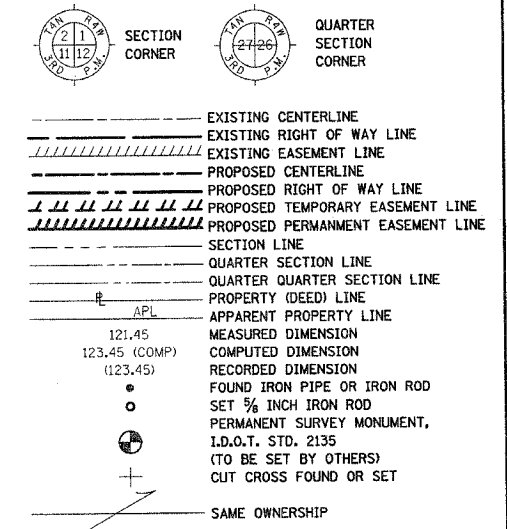 T4N R4W
2 1
11 12
3RD P.M.
SECTION
CORNER
T4N R4W
27 26
3RD P.M.
QUARTER
SECTION
CORNER
EXISTING CENTERLINE
EXISTING RIGHT OF WAY LINE
EXISTING EASEMENT LINE
PROPOSED CENTERLINE
PROPOSED RIGHT OF WAY LINE
PROPOSED TEMPORARY EASEMENT LINE
PROPOSED PERMANMENT EASEMENT LINE
SECTION LINE
QUARTER SECTION LINE
QUARTER QUARTER SECTION LINE
PL PROPERTY (DEED) LINE
APL APPARENT PROPERTY LINE
121.45 MEASURED DIMENSION
123.45 (COMP) COMPUTED DIMENSION
(123.45) RECORDED DIMENSION
FOUND IRON PIPE OR IRON ROD
SET 5/8 INCH IRON ROD
PERMANENT SURVEY MONUMENT,
I.D.O.T. STD. 2135
(TO BE SET BY OTHERS)
CUT CROSS FOUND OR SET
SAME OWNERSHIP